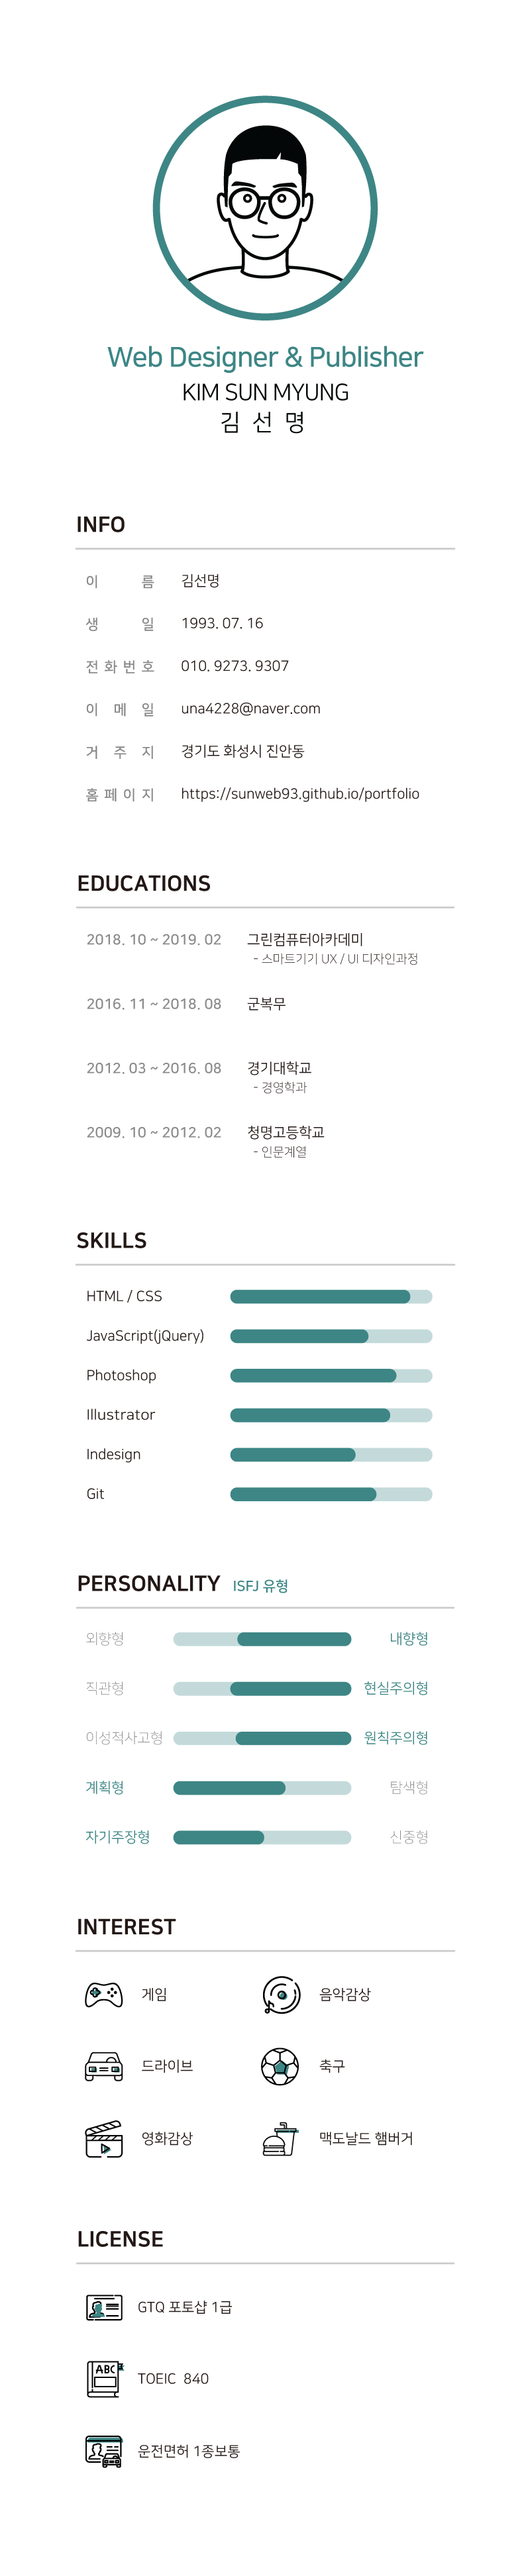 Web Designer & Publisher
KIM SUN MYUNG
김 선 명
INFO
이 름 김선명
생 일 1993. 07. 16
전 화 번 호 010. 9273. 9307
이 메 일 una4228@naver.com
거 주 지 경기도 화성시 진안동
홈 페 이 지 https://sunweb93.github.io/portfolio
EDUCATIONS
2018. 10 ~ 2019. 02 그린컴퓨터아카데미
- 스마트기기 UX / UI 디자인과정
2016. 11 ~ 2018. 08 군복무
2012. 03 ~ 2016. 08 경기대학교
- 경영학과
2009. 10 ~ 2012. 02 청명고등학교
- 인문계열
SKILLS
HTML / CSS
JavaScript(jQuery)
Photoshop
Illustrator
Indesign
Git
PERSONALITY ISFJ 유형
외향형 내향형
직관형 현실주의형
이성적사고형 원칙주의형
계획형 탐색형
자기주장형 신중형
INTEREST
게임 음악감상
드라이브 축구
영화감상 맥도날드 햄버거
LICENSE
GTQ 포토샵 1급
ABC
TOEIC 840
운전면허 1종보통